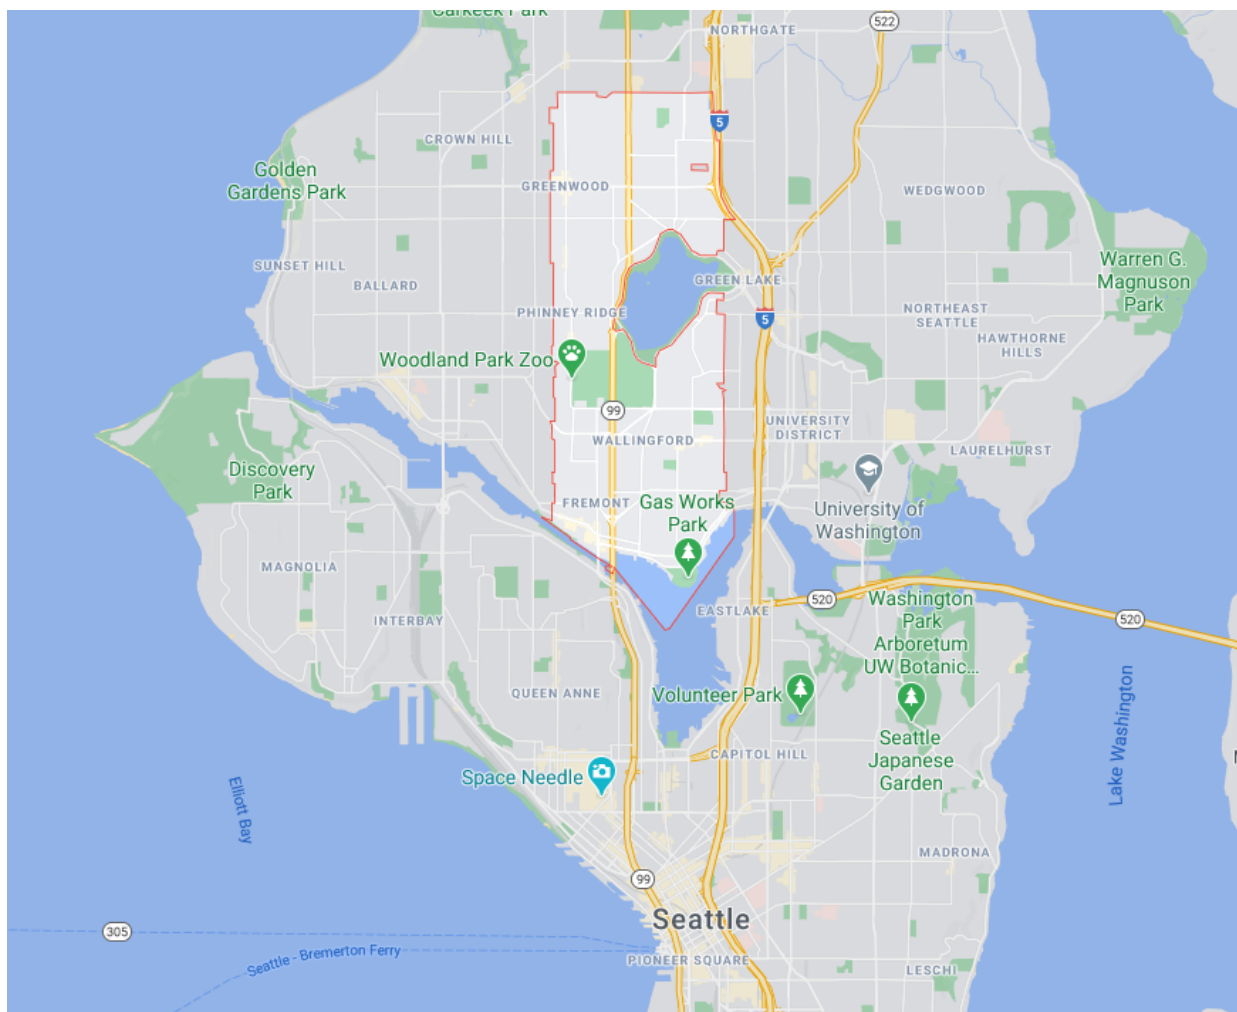 Carkeek Park
522
NORTHGATE
5
CROWN HILL
Golden
Gardens Park
GREENWOOD
WEDGWOOD
SUNSET HILL
BALLARD
GREEN LAKE
Warren G.
Magnuson
Park
PHINNEY RIDGE
5
NORTHEAST
SEATTLE
HAWTHORNE
HILLS
Woodland Park Zoo
99
UNIVERSITY
DISTRICT
WALLINGFORD
LAURELHURST
Discovery
Park
FREMONT
Gas Works
Park
University of
Washington
MAGNOLIA
INTERBAY
EASTLAKE
520
Washington
Park
Arboretum
UW Botanic...
520
QUEEN ANNE
Volunteer Park
Lake Washington
Seattle
Japanese
Garden
CAPITOL HILL
Space Needle
Elliott Bay
MADRONA
99
Seattle
305
Seattle - Bremerton Ferry
PIONEER SQUARE
LESCHI